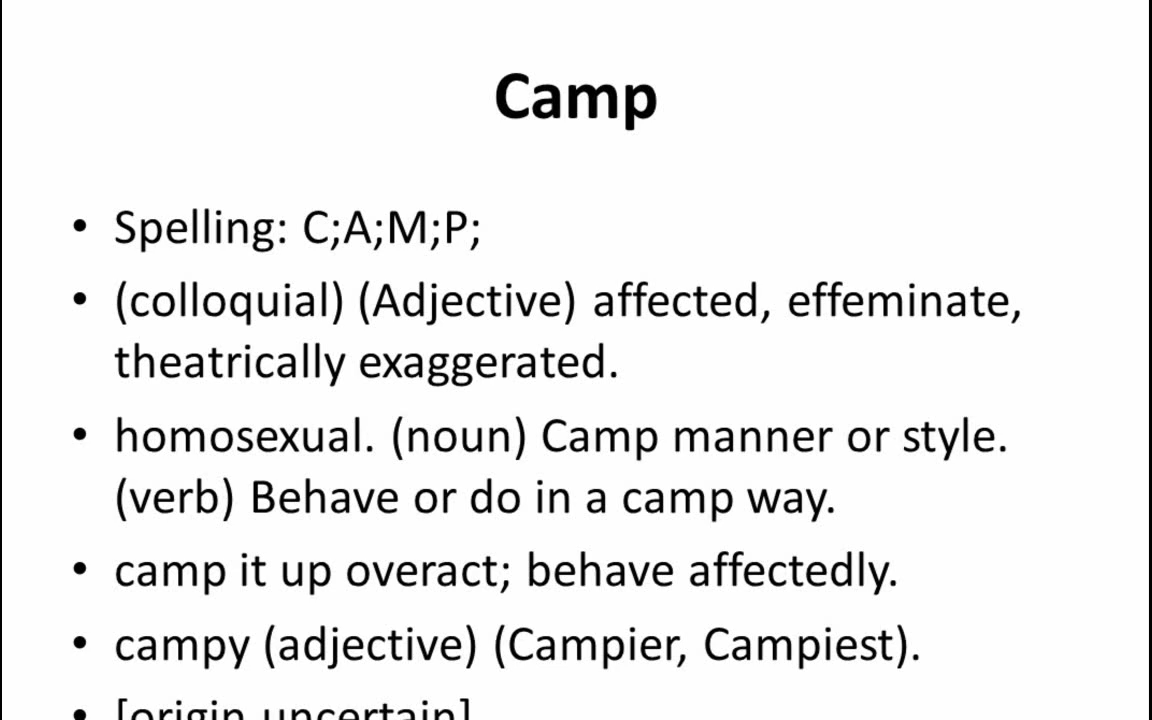 Camp
• Spelling: C;A;M;P;
• (colloquial) (Adjective) affected, effeminate,
theatrically exaggerated.
• homosexual. (noun) Camp manner or style.
(verb) Behave or do in a camp way.
• camp it up overact; behave affectedly.
• campy (adjective) (Campier, Campiest).
• [origin uncertain]